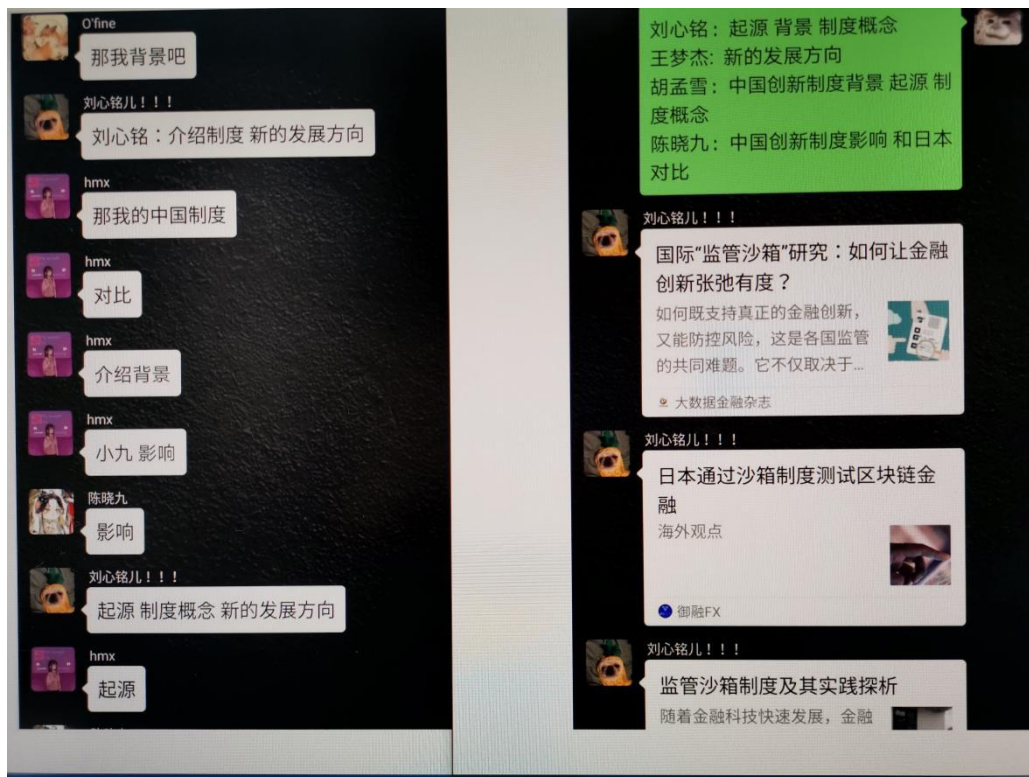 O'fine
那我背景吧
刘心铭儿！！！
刘心铭：介绍制度 新的发展方向
hmx
那我的中国制度
hmx
对比
hmx
介绍背景
hmx
小九 影响
陈晓九
影响
刘心铭儿！！！
起源 制度概念 新的发展方向
hmx
起源
刘心铭：起源 背景 制度概念
王梦杰：新的发展方向
胡孟雪：中国创新制度背景 起源 制
度概念
陈晓九：中国创新制度影响 和日本
对比
刘心铭儿！！！
国际“监管沙箱”研究：如何让金融
创新张弛有度？
如何既支持真正的金融创新，
又能防控风险，这是各国监管
的共同难题。它不仅取决于...
大数据金融杂志
刘心铭儿！！！
日本通过沙箱制度测试区块链金
融
海外观点
御融FX
刘心铭儿！！！
监管沙箱制度及其实践探析
随着金融科技快速发展，金融